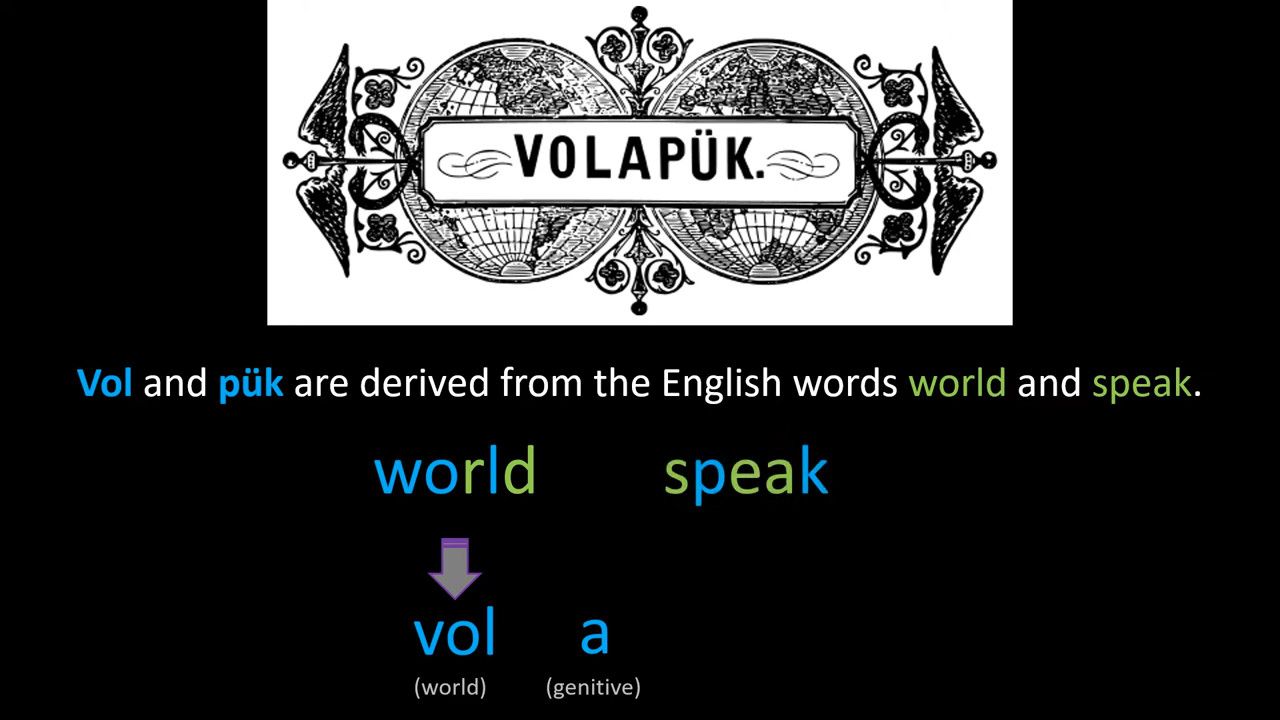 VOLAPÜK.
Vol and pük are derived from the English words world and speak.
world speak
vol a
(world) (genitive)